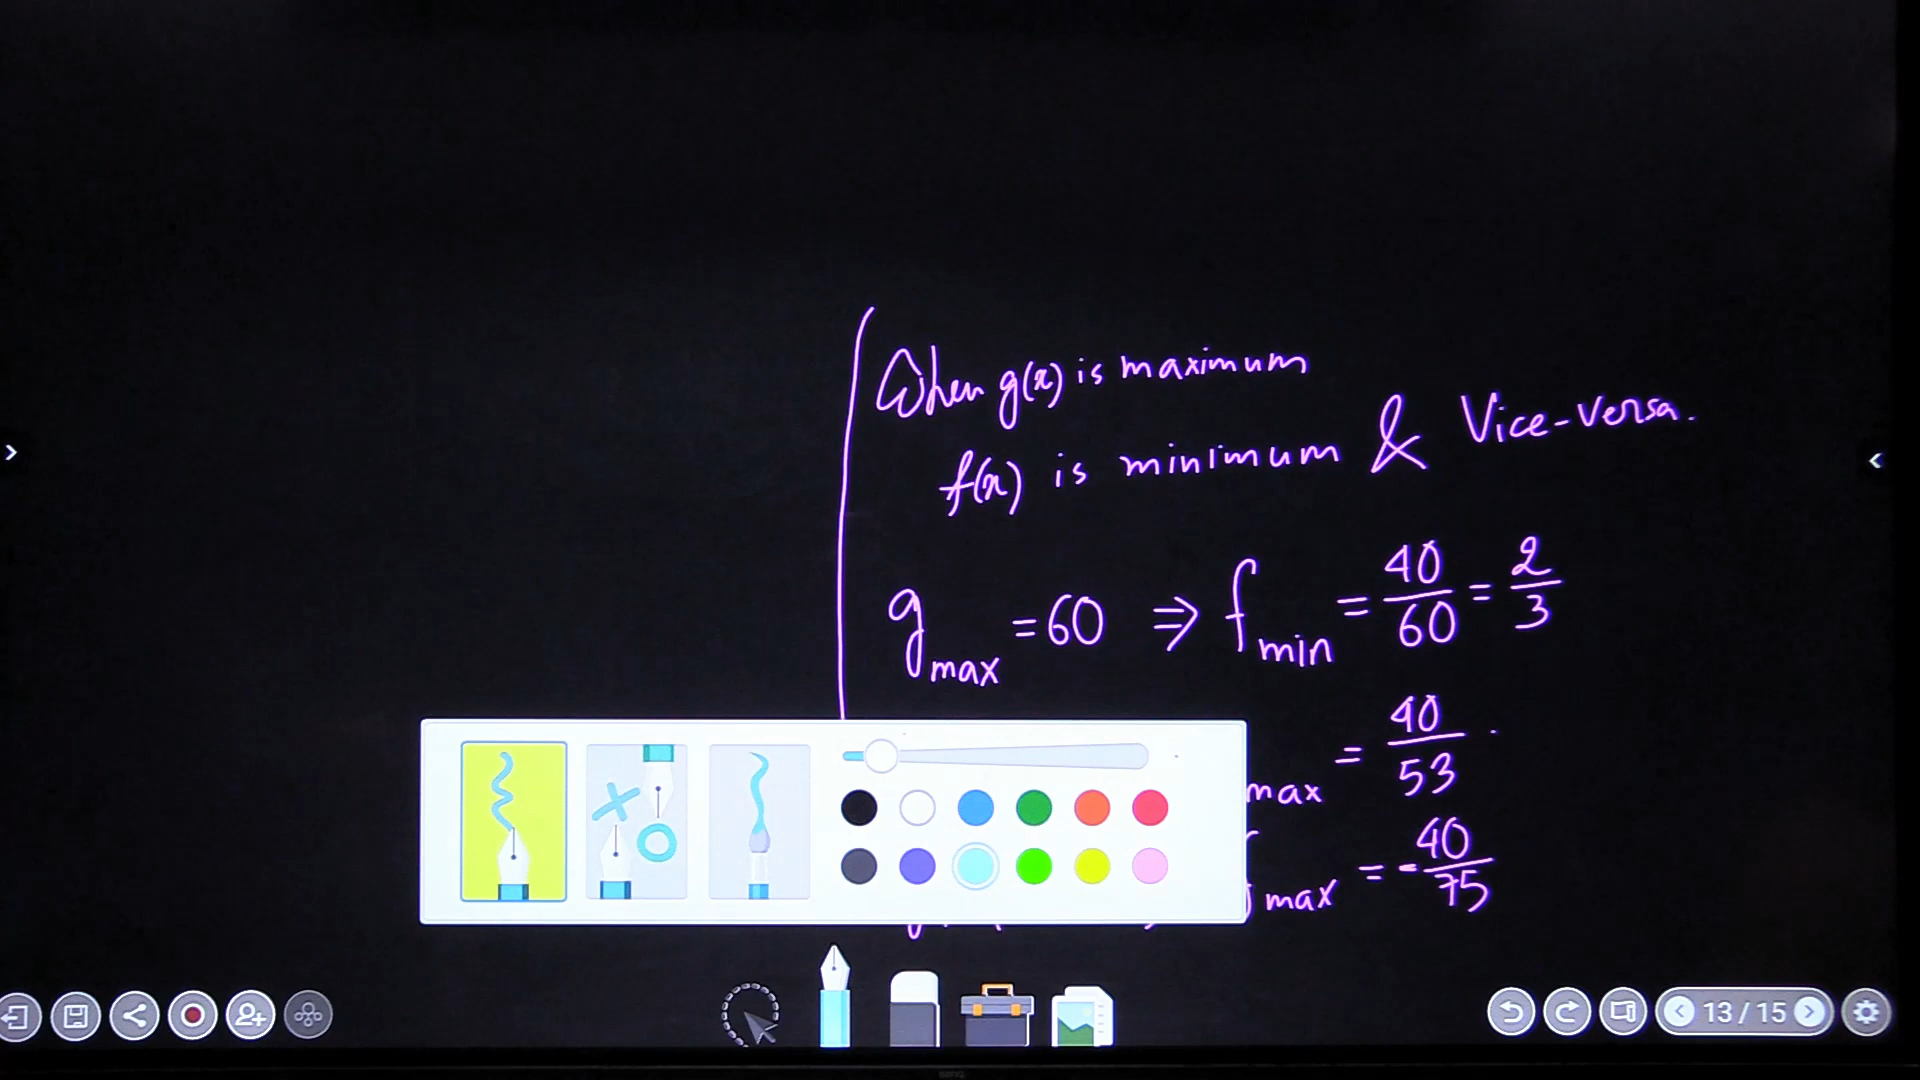 When g(x) is maximum
f(x) is minimum & Vice-versa.
g max = 60 ⇒ f min = 40/60 = 2/3
max = 40/53
max = -40/75
13 / 15